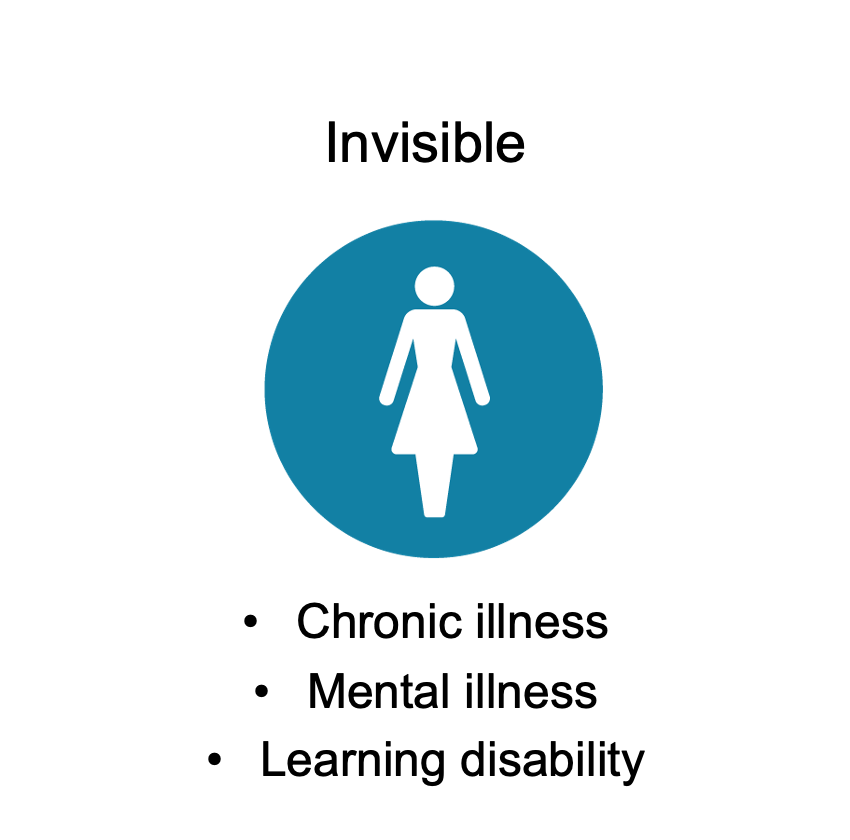 Invisible
• Chronic illness
• Mental illness
• Learning disability